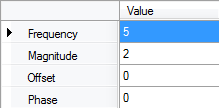 Value
Frequency 5
Magnitude 2
Offset 0
Phase 0